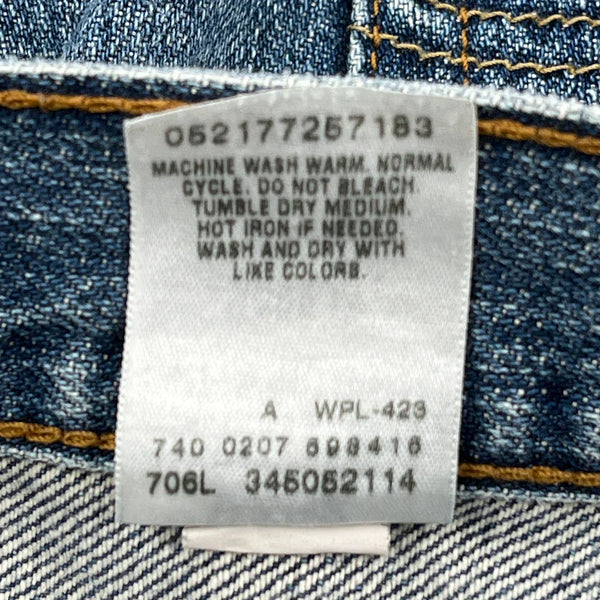 052177257183
MACHINE WASH WARM. NORMAL
CYCLE. DO NOT BLEACH.
TUMBLE DRY MEDIUM.
HOT IRON IF NEEDED.
WASH AND DRY WITH
LIKE COLORS.
A WPL-423
740 0207 698416
706L 345052114